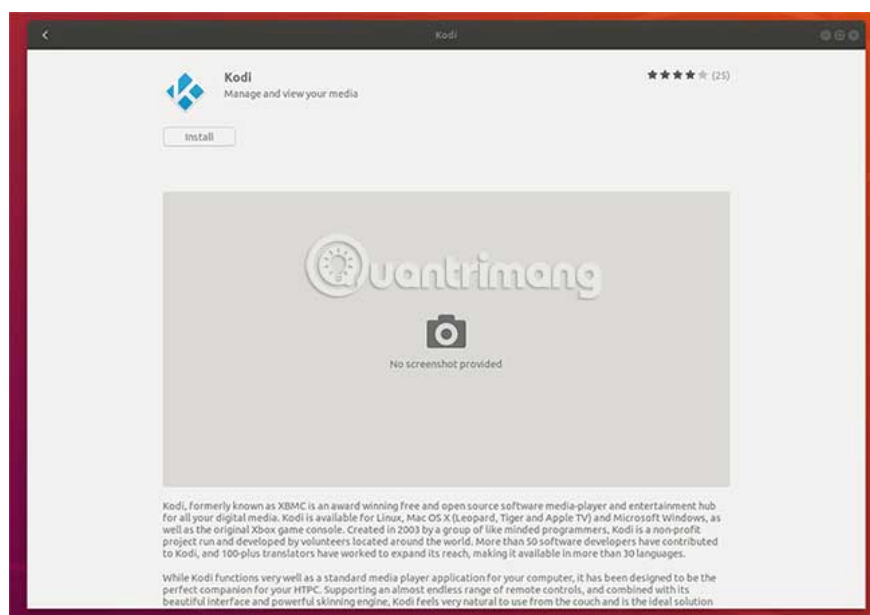 Kodi
Kodi
Manage and view your media
(25)
Install
Quantrimang
No screenshot provided
Kodi, formerly known as XBMC is an award winning free and open source software media-player and entertainment hub
for all your digital media. Kodi is available for Linux, Mac OS X (Leopard, Tiger and Apple TV) and Microsoft Windows, as
well as the original Xbox game console. Created in 2003 by a group of like minded programmers, Kodi is a non-profit
project run and developed by volunteers located around the world. More than 50 software developers have contributed
to Kodi, and 100-plus translators have worked to expand its reach, making it available in more than 30 languages.
While Kodi functions very well as a standard media player application for your computer, it has been designed to be the
perfect companion for your HTPC. Supporting an almost endless range of remote controls, and combined with its
beautiful interface and powerful skinning engine, Kodi feels very natural to use from the couch and is the ideal solution